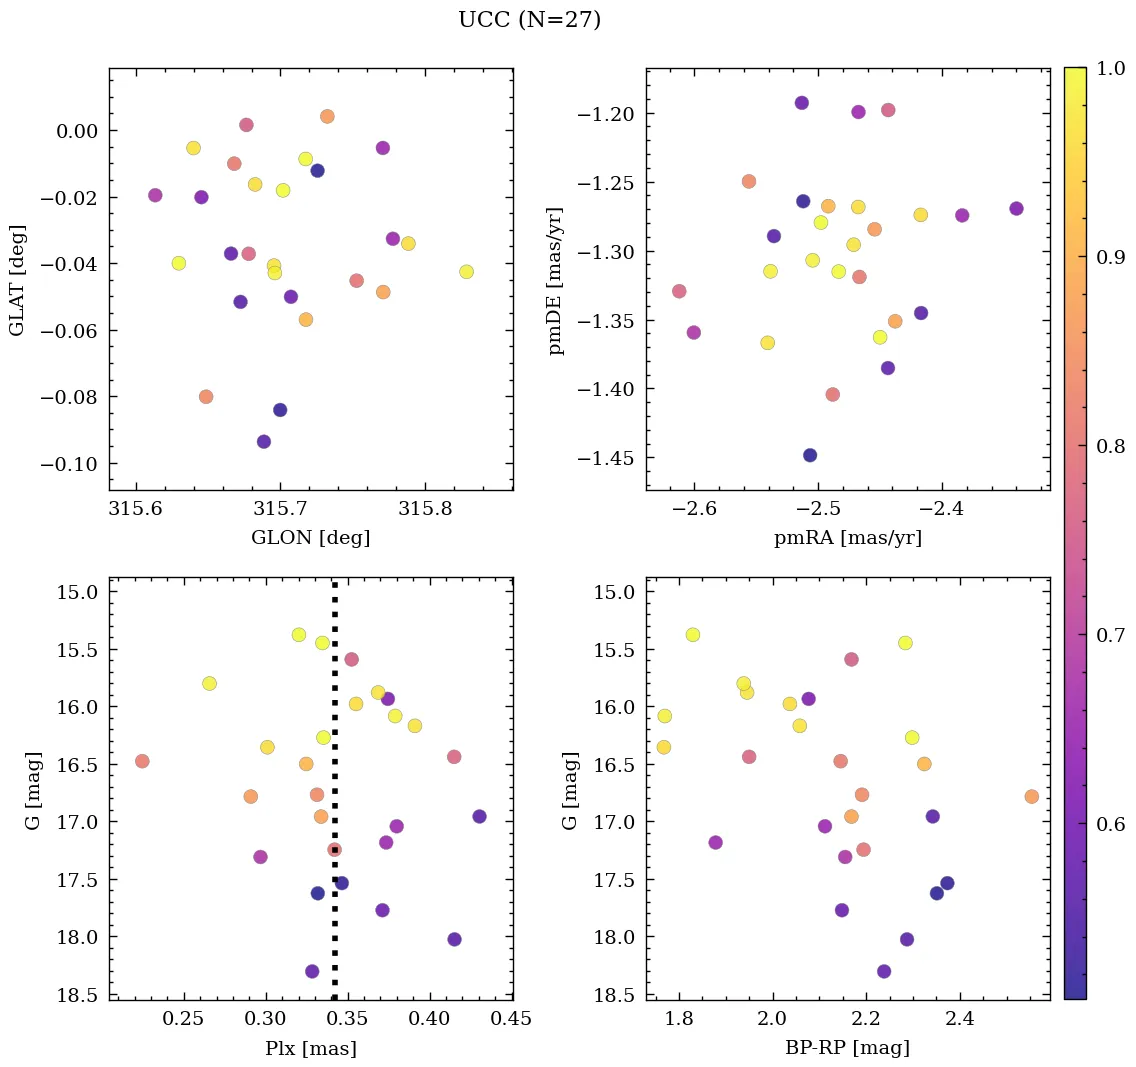 UCC (N=27)
0.00
−0.02
−0.04
−0.06
−0.08
−0.10
GLAT [deg]
315.6 315.7 315.8
GLON [deg]
−1.20
−1.25
−1.30
−1.35
−1.40
−1.45
pmDE [mas/yr]
−2.6 −2.5 −2.4
pmRA [mas/yr]
1.0
0.9
0.8
0.7
0.6
15.0
15.5
16.0
16.5
17.0
17.5
18.0
18.5
G [mag]
0.25 0.30 0.35 0.40 0.45
Plx [mas]
15.0
15.5
16.0
16.5
17.0
17.5
18.0
18.5
G [mag]
1.8 2.0 2.2 2.4
BP-RP [mag]